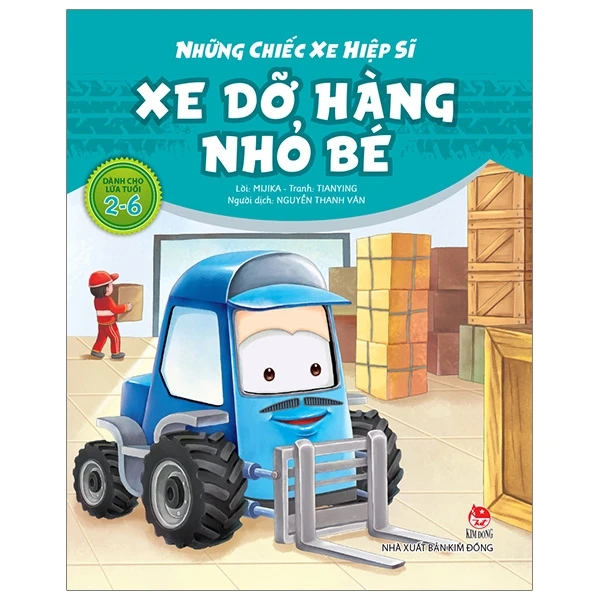 NHỮNG CHIẾC XE HIỆP SĨ
XE DỠ HÀNG
NHỎ BÉ
Lời: MIJIKA - Tranh: TIANYING
Người dịch: NGUYỄN THANH VÂN
DÀNH CHO
LỨA TUỔI
2-6
KIM ĐỒNG
NHÀ XUẤT BẢN KIM ĐỒNG